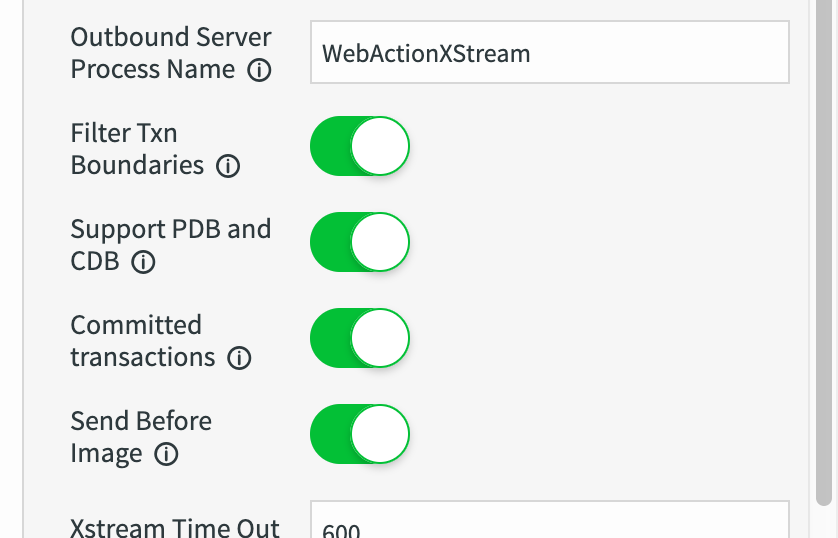 Outbound Server
Process Name
WebActionXStream
Filter Txn
Boundaries
Support PDB and
CDB
Committed
transactions
Send Before
Image
Xstream Time Out
600